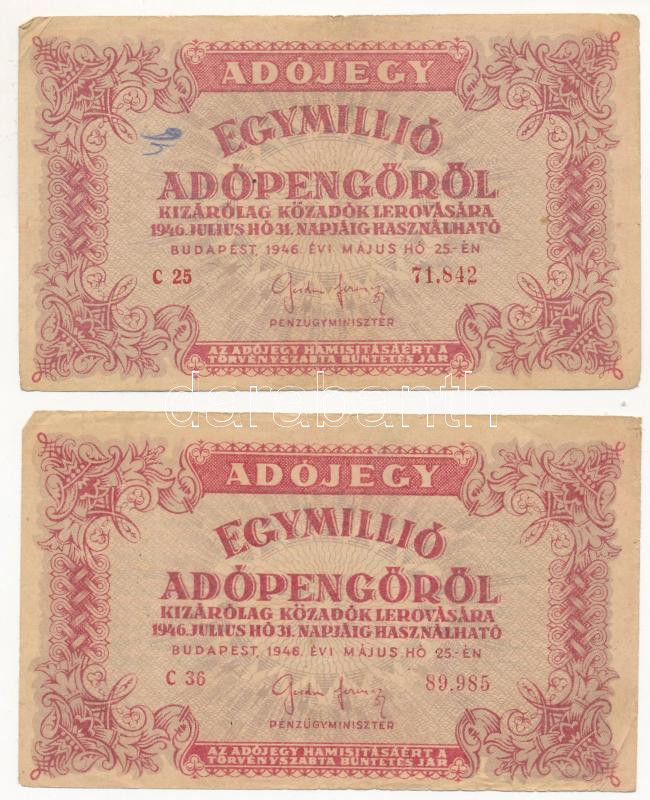 ADÓJEGY
EGYMILLIÓ
ADÓPENGŐRŐL
KIZÁRÓLAG KÖZADÓK LEROVÁSÁRA
1946. JULIUS HÓ 31. NAPJÁIG HASZNÁLHATÓ
BUDAPEST, 1946. ÉVI MÁJUS HÓ 25.-ÉN
C 25 71.842
PÉNZÜGYMINISZTER
AZ ADÓJEGY HAMISITÁSÁÉRT A
TÖRVÉNYSZABTA BÜNTETÉS JÁR
darabanth
ADÓJEGY
EGYMILLIÓ
ADÓPENGŐRŐL
KIZÁRÓLAG KÖZADÓK LEROVÁSÁRA
1946. JULIUS HÓ 31. NAPJÁIG HASZNÁLHATÓ
BUDAPEST, 1946. ÉVI MÁJUS HÓ 25.-ÉN
C 36 89.985
PÉNZÜGYMINISZTER
AZ ADÓJEGY HAMISITÁSÁÉRT A
TÖRVÉNYSZABTA BÜNTETÉS JÁR